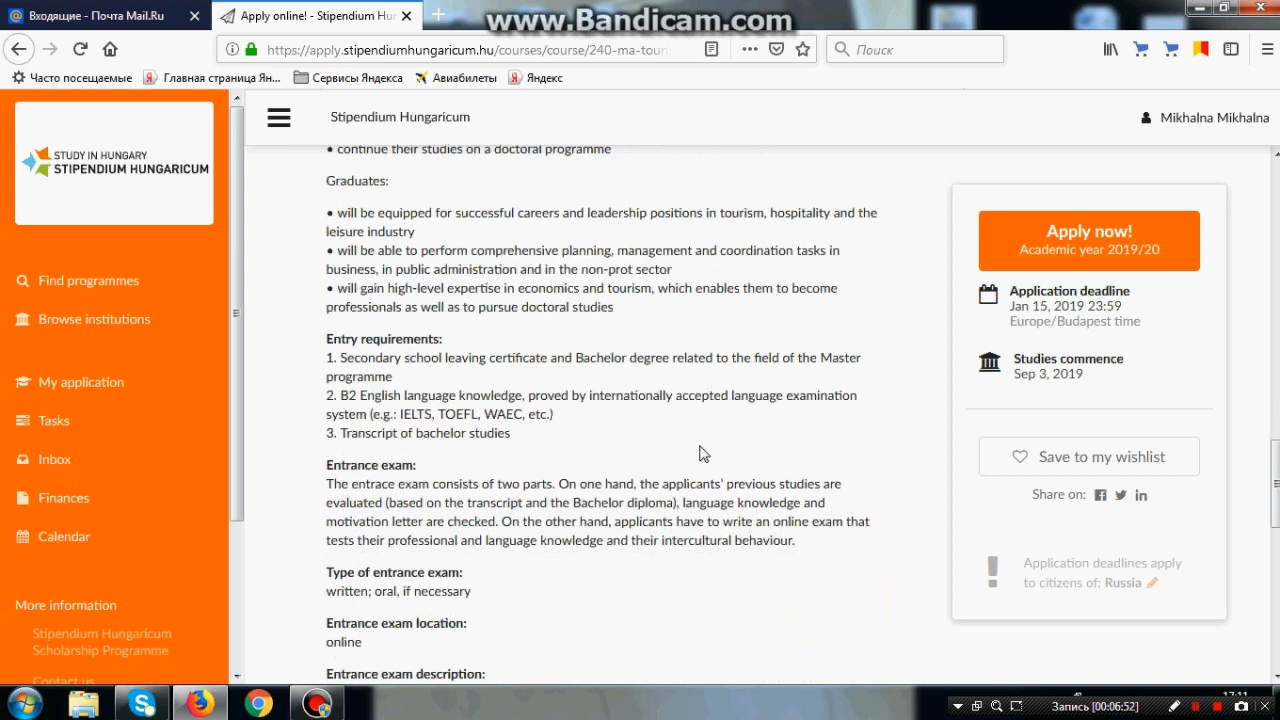 www.Bandicam.com
Входящие - Почта Mail.Ru
Apply online! - Stipendium Hu
https://apply.stipendiumhungaricum.hu/courses/course/240-ma-touri
Поиск
Часто посещаемые
Главная страница Ян...
Сервисы Яндекса
Авиабилеты
Яндекс
STUDY IN HUNGARY
STIPENDIUM HUNGARICUM
Find programmes
Browse institutions
My application
Tasks
Inbox
Finances
Calendar
More information
Stipendium Hungaricum
Scholarship Programme
Contact us
Stipendium Hungaricum
Mikhalna Mikhalna
• continue their studies on a doctoral programme
Graduates:
• will be equipped for successful careers and leadership positions in tourism, hospitality and the
leisure industry
• will be able to perform comprehensive planning, management and coordination tasks in
business, in public administration and in the non-prot sector
• will gain high-level expertise in economics and tourism, which enables them to become
professionals as well as to pursue doctoral studies
Entry requirements:
1. Secondary school leaving certificate and Bachelor degree related to the field of the Master
programme
2. B2 English language knowledge, proved by internationally accepted language examination
system (e.g.: IELTS, TOEFL, WAEC, etc.)
3. Transcript of bachelor studies
Entrance exam:
The entrace exam consists of two parts. On one hand, the applicants' previous studies are
evaluated (based on the transcript and the Bachelor diploma), language knowledge and
motivation letter are checked. On the other hand, applicants have to write an online exam that
tests their professional and language knowledge and their intercultural behaviour.
Type of entrance exam:
written; oral, if necessary
Entrance exam location:
online
Entrance exam description:
Apply now!
Academic year 2019/20
Application deadline
Jan 15, 2019 23:59
Europe/Budapest time
Studies commence
Sep 3, 2019
Save to my wishlist
Share on:
Application deadlines apply
to citizens of: Russia
17:11
Запись [00:06:52]